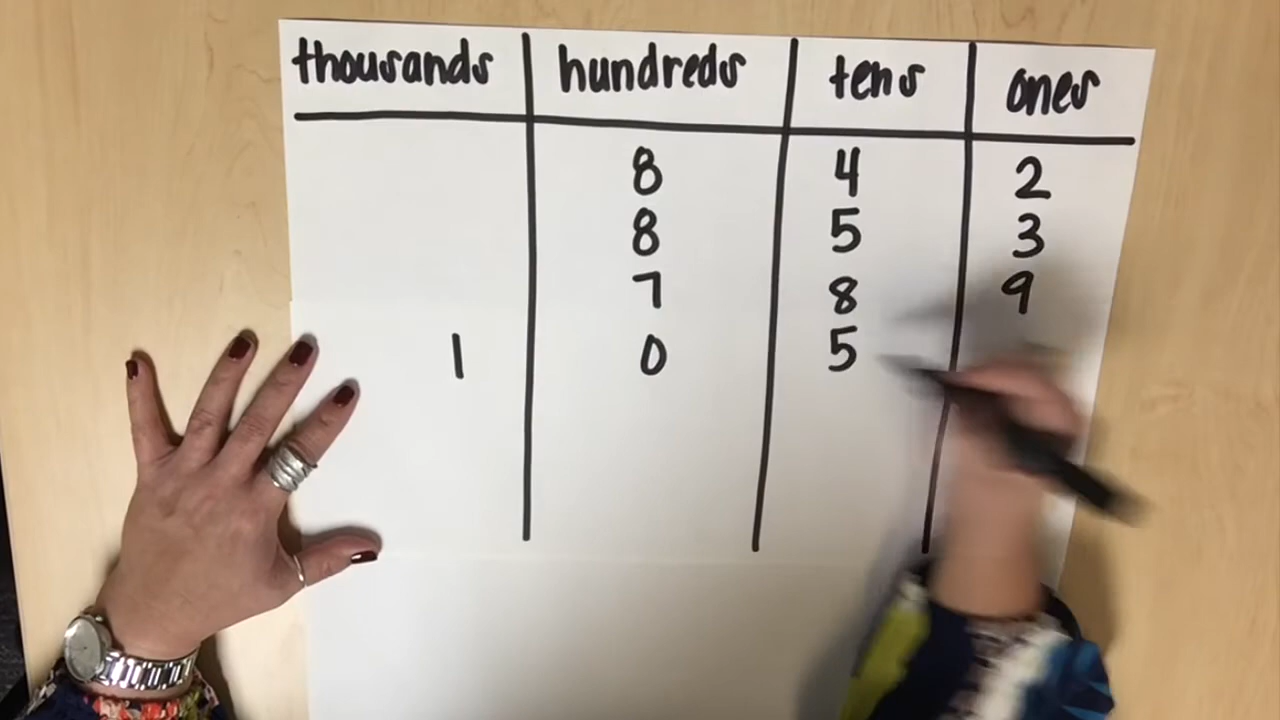 thousands hundreds tens ones
8 4 2
8 5 3
7 8 9
1 0 5